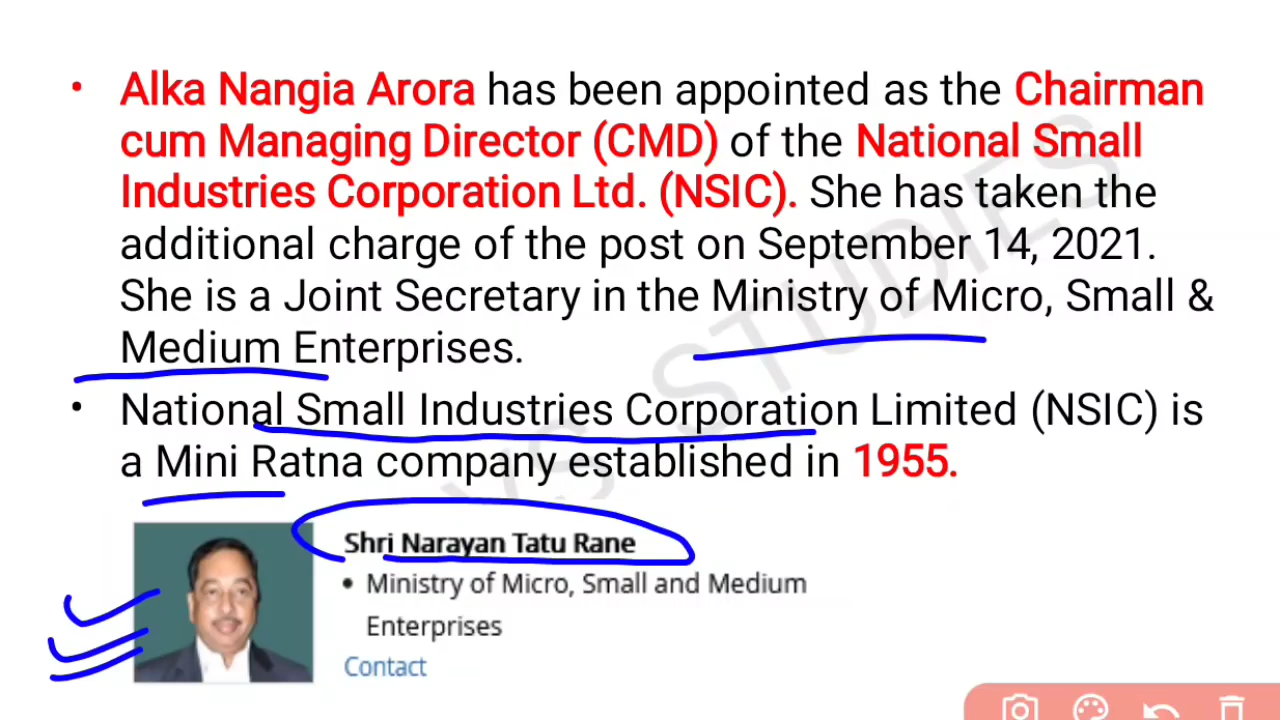 • Alka Nangia Arora has been appointed as the Chairman
cum Managing Director (CMD) of the National Small
Industries Corporation Ltd. (NSIC). She has taken the
additional charge of the post on September 14, 2021.
She is a Joint Secretary in the Ministry of Micro, Small &
Medium Enterprises.
• National Small Industries Corporation Limited (NSIC) is
a Mini Ratna company established in 1955.
Shri Narayan Tatu Rane
• Ministry of Micro, Small and Medium
Enterprises
Contact
YS STUDIES